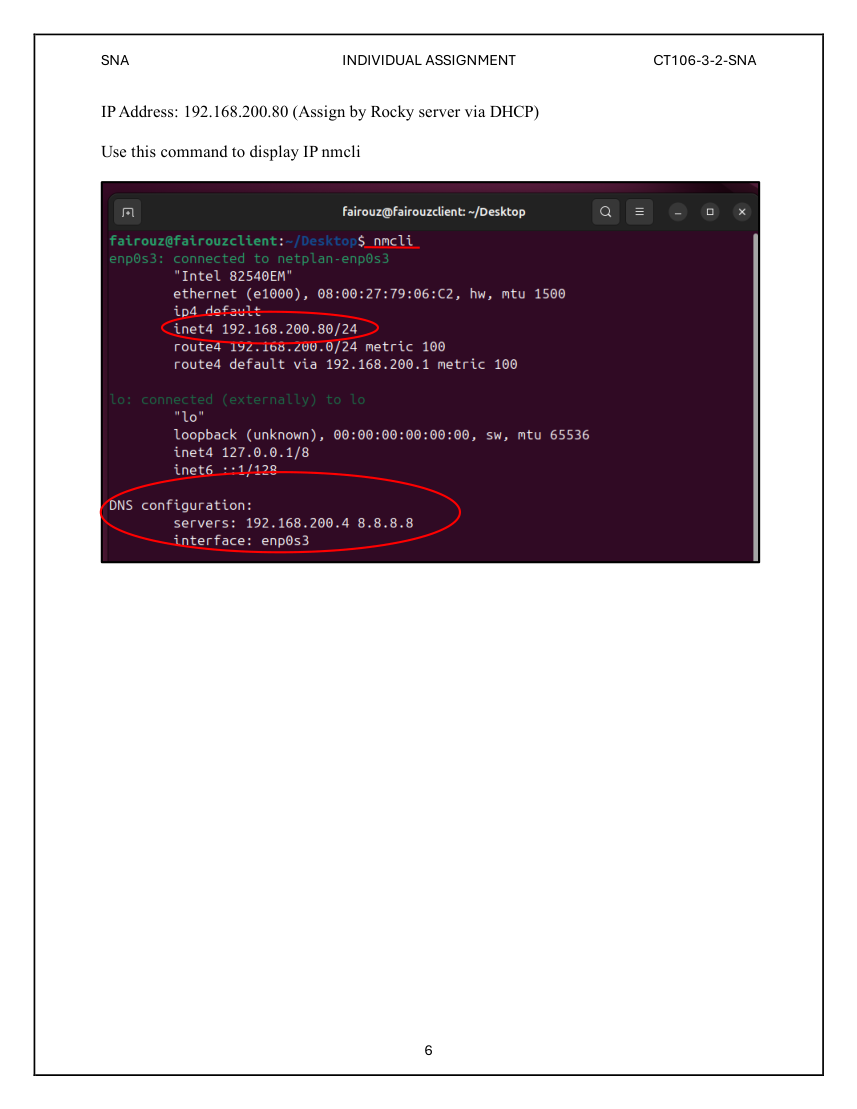 SNA INDIVIDUAL ASSIGNMENT CT106-3-2-SNA
IP Address: 192.168.200.80 (Assign by Rocky server via DHCP)
Use this command to display IP nmcli
fairouz@fairouzclient: ~/Desktop
fairouz@fairouzclient:~/Desktop$ nmcli
enp0s3: connected to netplan-enp0s3
"Intel 82540EM"
ethernet (e1000), 08:00:27:79:06:C2, hw, mtu 1500
ip4 default
inet4 192.168.200.80/24
route4 192.168.200.0/24 metric 100
route4 default via 192.168.200.1 metric 100
lo: connected (externally) to lo
"lo"
loopback (unknown), 00:00:00:00:00:00, sw, mtu 65536
inet4 127.0.0.1/8
inet6 ::1/128
DNS configuration:
servers: 192.168.200.4 8.8.8.8
interface: enp0s3
6